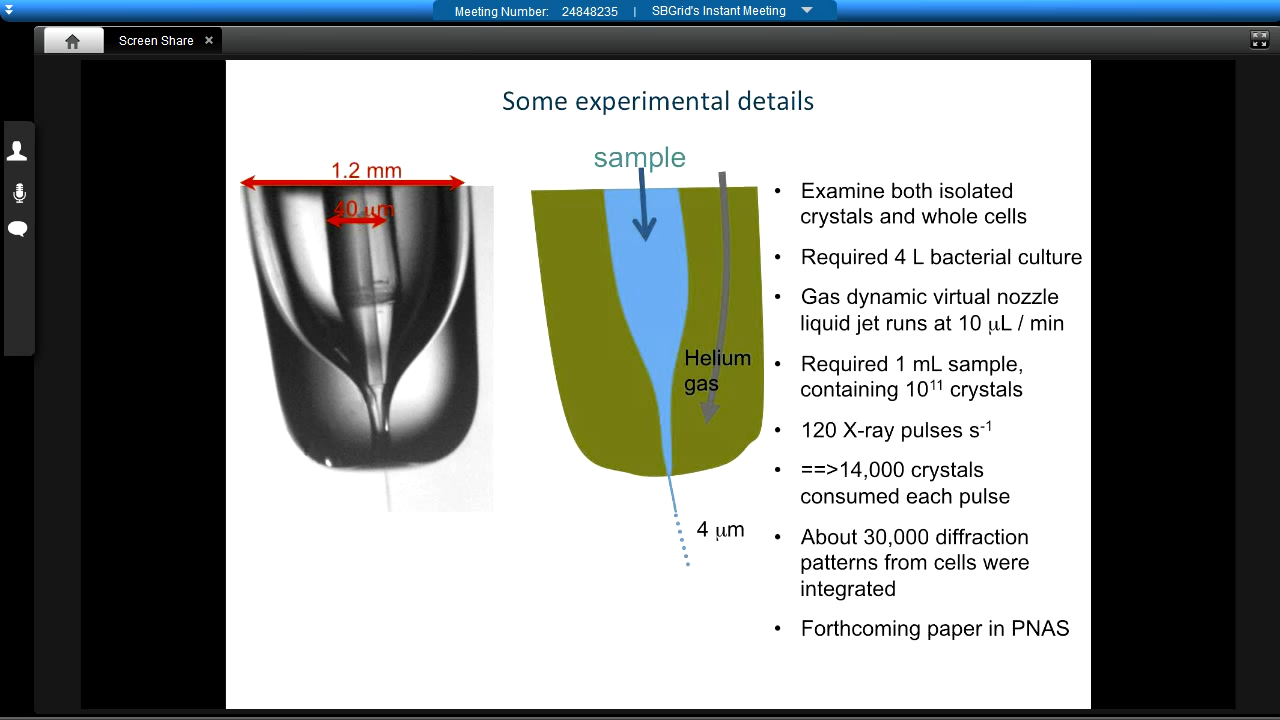 Meeting Number: 24848235 | SBGrid's Instant Meeting
Screen Share
Some experimental details
1.2 mm
40 μm
sample
Helium
gas
4 μm
• Examine both isolated
crystals and whole cells
• Required 4 L bacterial culture
• Gas dynamic virtual nozzle
liquid jet runs at 10 μL / min
• Required 1 mL sample,
containing 10¹¹ crystals
• 120 X-ray pulses s⁻¹
• ==>14,000 crystals
consumed each pulse
• About 30,000 diffraction
patterns from cells were
integrated
• Forthcoming paper in PNAS